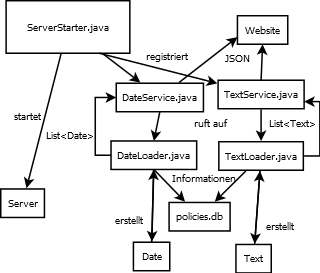 ServerStarter.java
Website
registriert
JSON
DateService.java
TextService.java
startet
ruft auf
List<Date>
List<Text>
DateLoader.java
TextLoader.java
Informationen
Server
policies.db
erstellt
erstellt
Date
Text